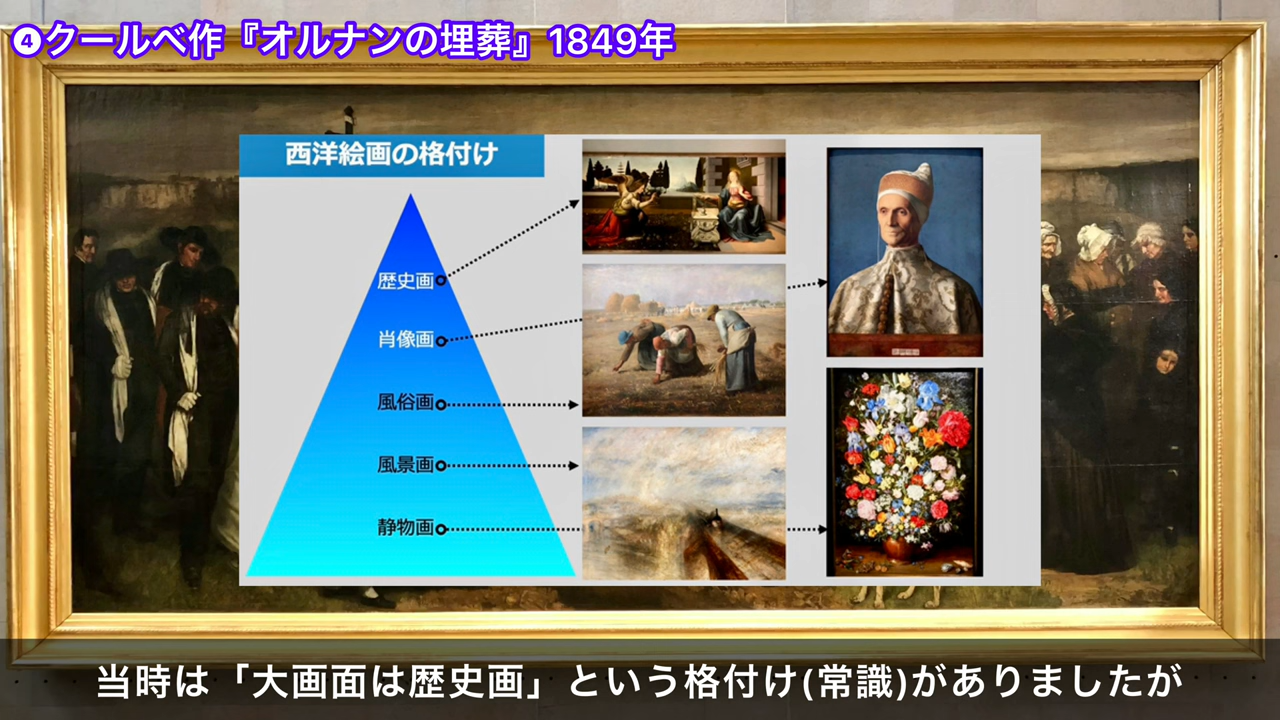 ❹クールベ作『オルナンの埋葬』1849年
西洋絵画の格付け
歴史画
肖像画
風俗画
風景画
静物画
当時は「大画面は歴史画」という格付け(常識)がありましたが